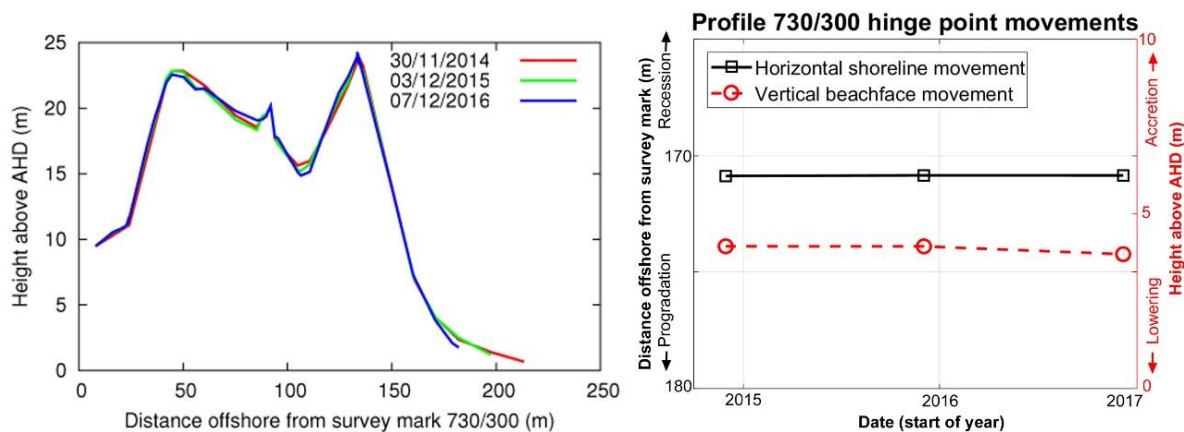 Height above AHD (m)
25
20
15
10
5
0
30/11/2014
03/12/2015
07/12/2016
0
50
100
150
200
250
Distance offshore from survey mark 730/300 (m)
Profile 730/300 hinge point movements
Distance offshore from survey mark (m)
Progradation
Recession
170
180
Horizontal shoreline movement
Vertical beachface movement
10
5
0
Accretion
Lowering
Height above AHD (m)
2015
2016
2017
Date (start of year)